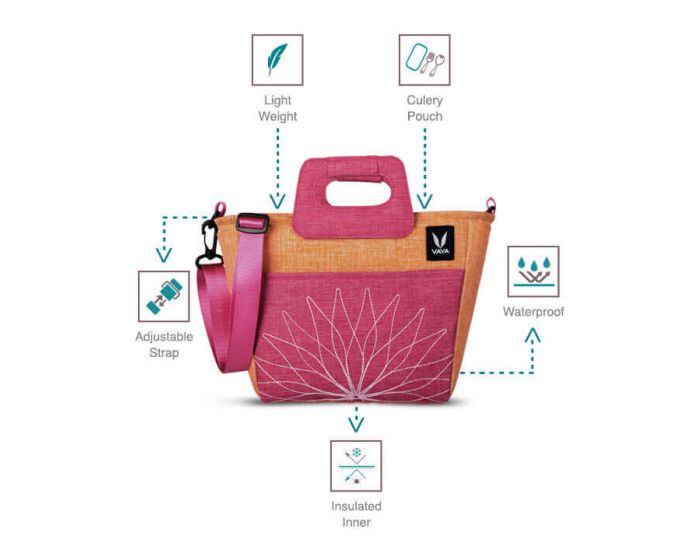 Light
Weight
Culery
Pouch
VAYA
Adjustable
Strap
Waterproof
Insulated
Inner